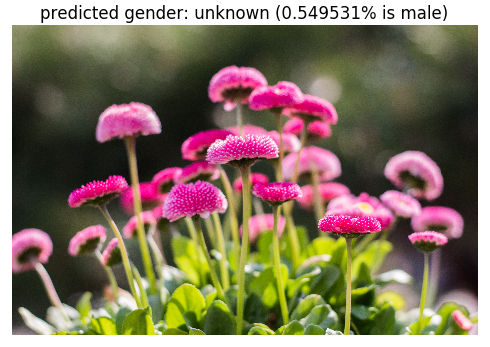 predicted gender: unknown (0.549531% is male)